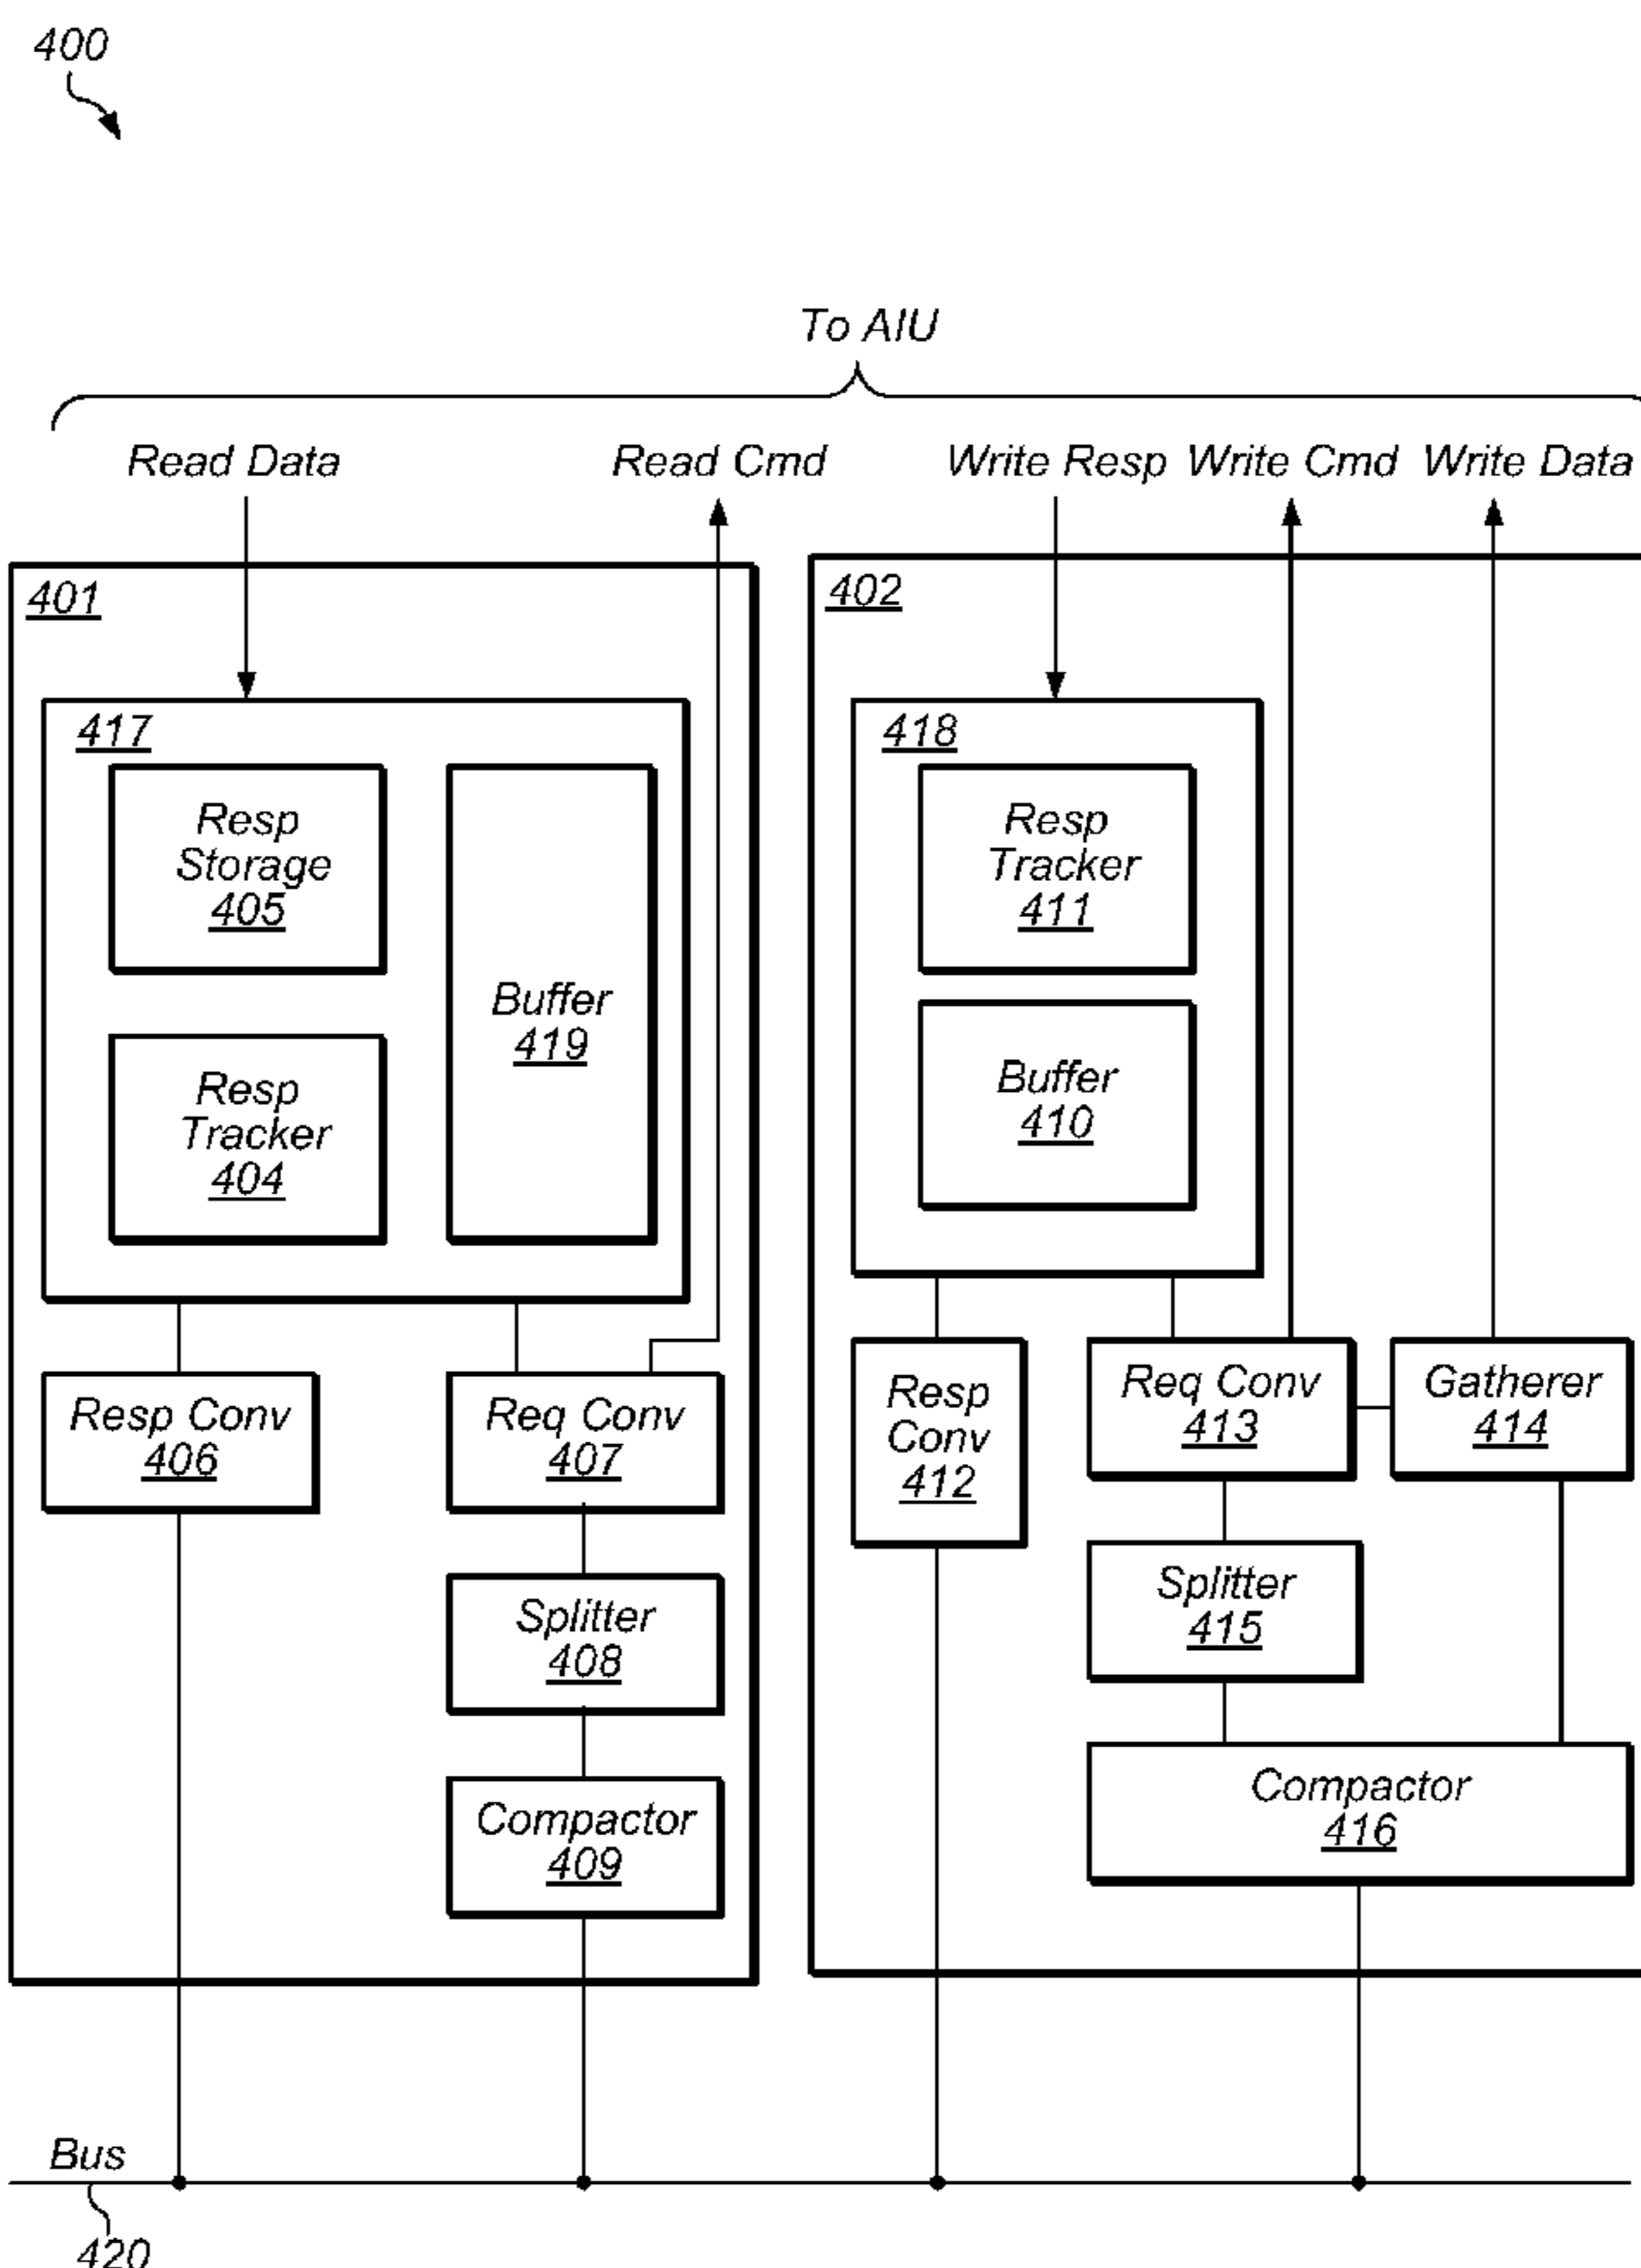 400
To AIU
Read Data
Read Cmd
Write Resp
Write Cmd
Write Data
401
417
Resp
Storage
405
Resp
Tracker
404
Buffer
419
Resp Conv
406
Req Conv
407
Splitter
408
Compactor
409
402
418
Resp
Tracker
411
Buffer
410
Resp
Conv
412
Req Conv
413
Gatherer
414
Splitter
415
Compactor
416
Bus
420